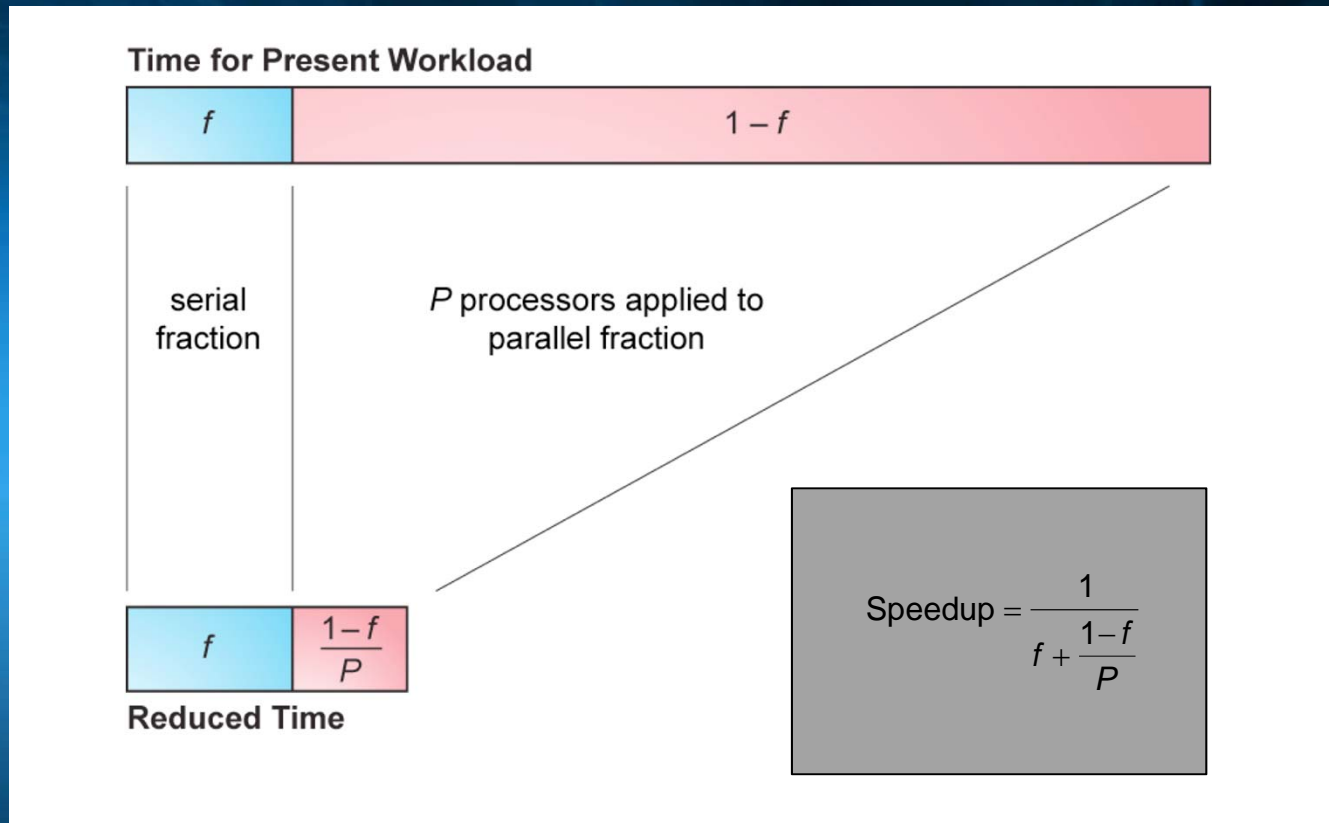 Time for Present Workload
f
1 – f
serial
fraction
P processors applied to
parallel fraction
f
1–f
P
Reduced Time
Speedup =
1
f +
1–f
P